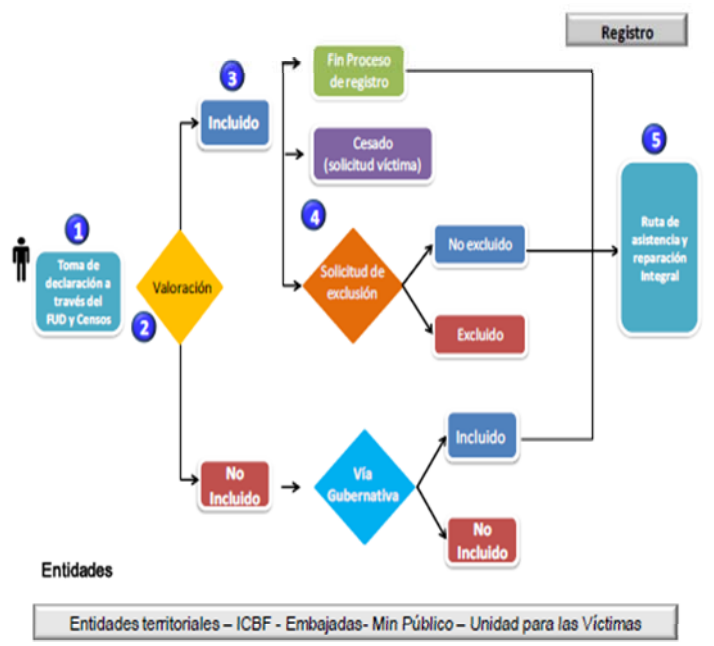 Registro
Fin Proceso
de registro
3
Incluido
Cesado
(solicitud víctima)
5
Ruta de
asistencia y
reparación
Integral
1
Toma de
declaración a
través del
FUD y Censos
Valoración
2
4
Solicitud de
exclusión
No excluido
Excluido
Incluido
No
Incluido
Vía
Gubernativa
No
Incluido
Entidades
Entidades territoriales – ICBF - Embajadas- Min Público – Unidad para las Víctimas